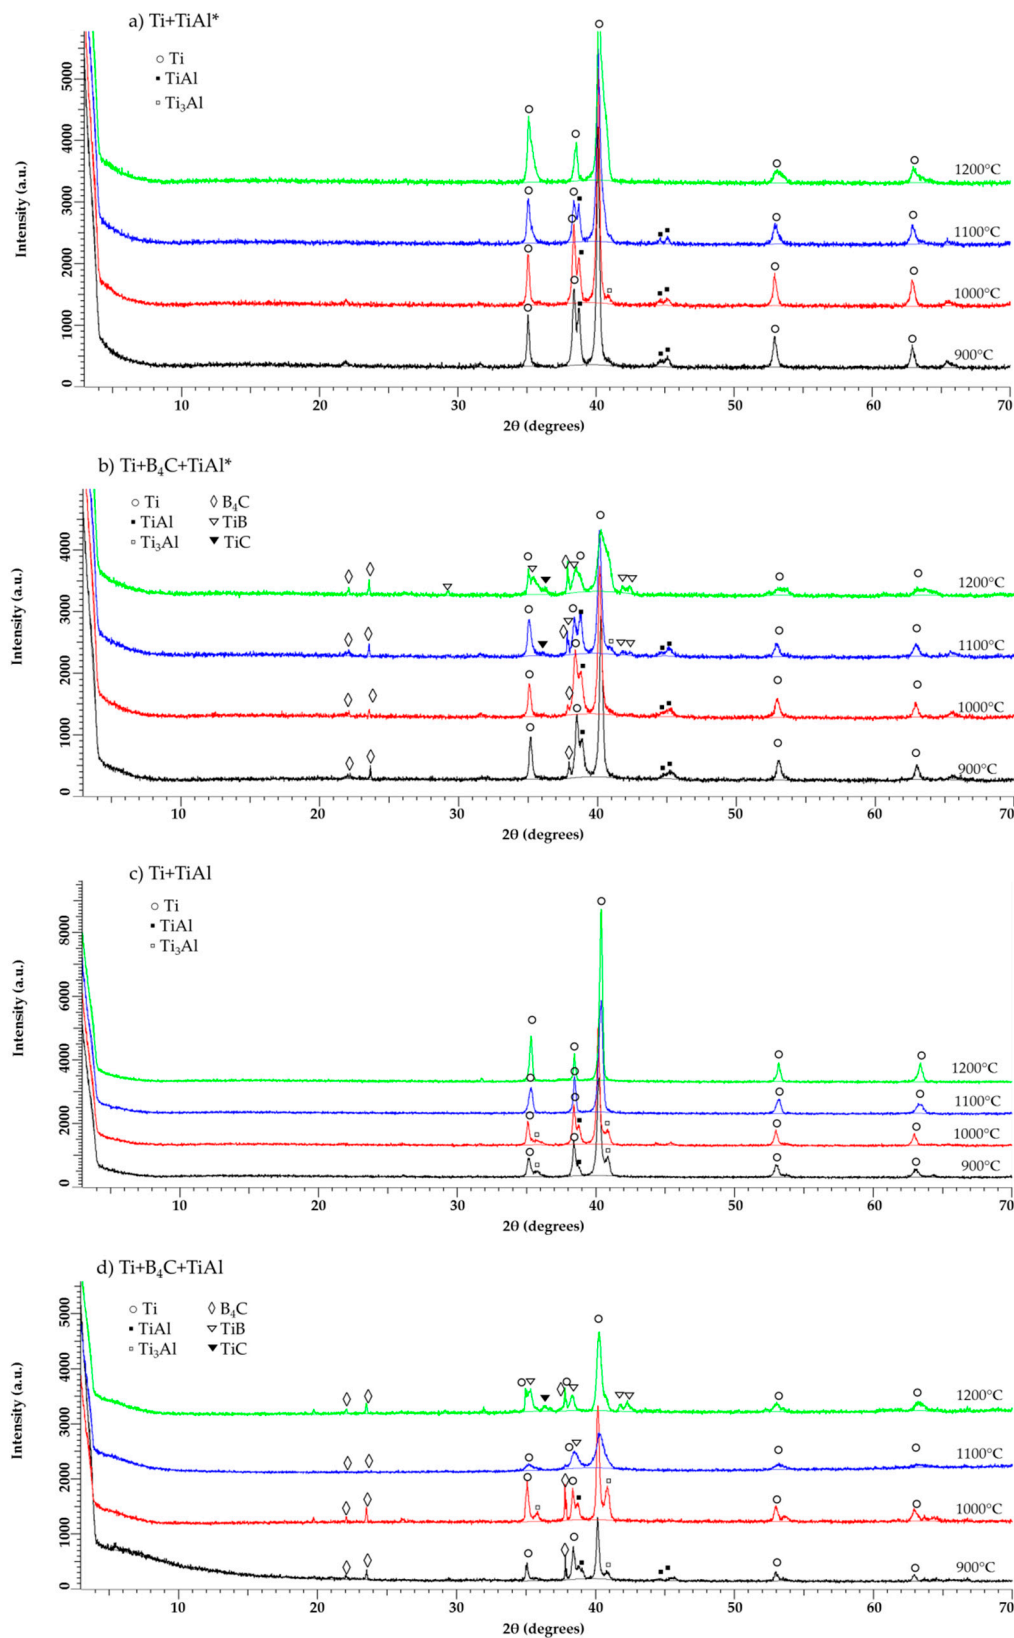 a) Ti+TiAl*
Ti
TiAl
Ti₃Al
Intensity (a.u.)
0 1000 2000 3000 4000 5000
1200°C
1100°C
1000°C
900°C
10 20 30 40 50 60 70
2θ (degrees)
b) Ti+B₄C+TiAl*
Ti B₄C
TiAl TiB
Ti₃Al TiC
Intensity (a.u.)
0 1000 2000 3000 4000
1200°C
1100°C
1000°C
900°C
10 20 30 40 50 60 70
2θ (degrees)
c) Ti+TiAl
Ti
TiAl
Ti₃Al
Intensity (a.u.)
0 2000 4000 6000 8000
1200°C
1100°C
1000°C
900°C
10 20 30 40 50 60 70
2θ (degrees)
d) Ti+B₄C+TiAl
Ti B₄C
TiAl TiB
Ti₃Al TiC
Intensity (a.u.)
0 1000 2000 3000 4000 5000
1200°C
1100°C
1000°C
900°C
10 20 30 40 50 60 70
2θ (degrees)